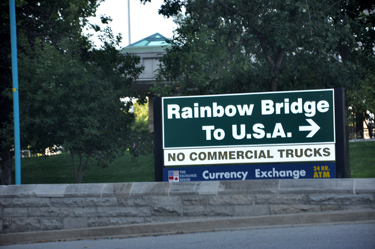 Rainbow Bridge
To U.S.A. →
NO COMMERCIAL TRUCKS
Currency Exchange
24 HR.
ATM